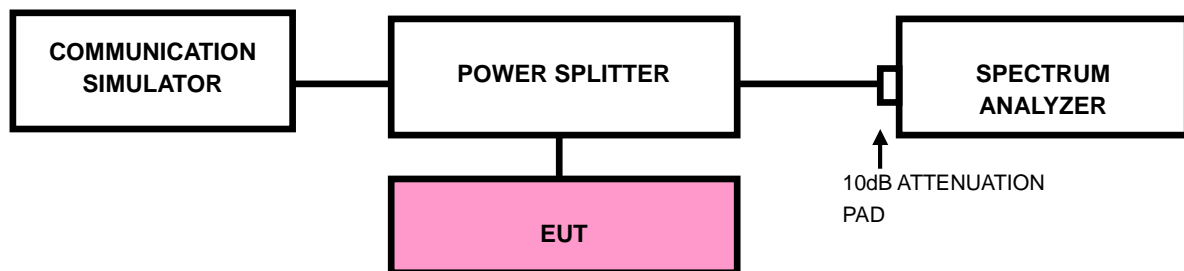 COMMUNICATION
SIMULATOR
POWER SPLITTER
SPECTRUM
ANALYZER
10dB ATTENUATION
PAD
EUT